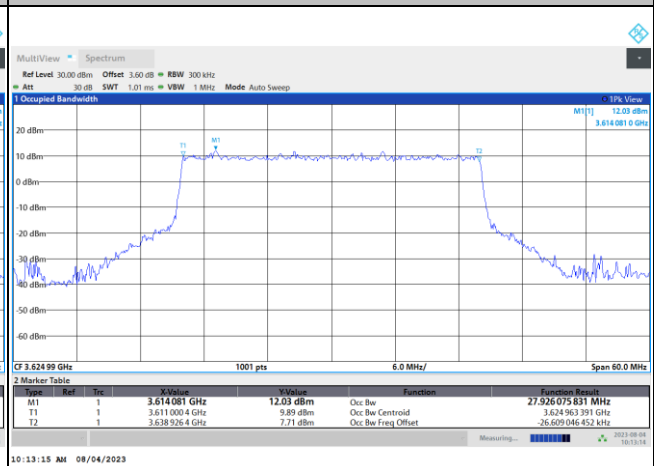 MultiView Spectrum
Ref Level 30.00 dBm Offset 3.60 dB RBW 300 kHz
Att 30 dB SWT 1.01 ms VBW 1 MHz Mode Auto Sweep
1 Occupied Bandwidth 1Pk View
M1[1] 12.03 dBm
3.614 081 0 GHz
20 dBm
T1 M1 T2
10 dBm
0 dBm
-10 dBm
-20 dBm
-30 dBm
-40 dBm
-50 dBm
-60 dBm
CF 3.624 99 GHz 1001 pts 6.0 MHz/ Span 60.0 MHz
2 Marker Table
Type Ref Trc X-Value Y-Value Function Function Result
M1 1 3.614 081 GHz 12.03 dBm Occ Bw 27.926 075 831 MHz
T1 1 3.611 000 4 GHz 9.89 dBm Occ Bw Centroid 3.624 963 391 GHz
T2 1 3.638 926 4 GHz 7.71 dBm Occ Bw Freq Offset -26.609 046 452 kHz
Measuring... 2023-08-04
10:13:14
10:13:15 AM 08/04/2023